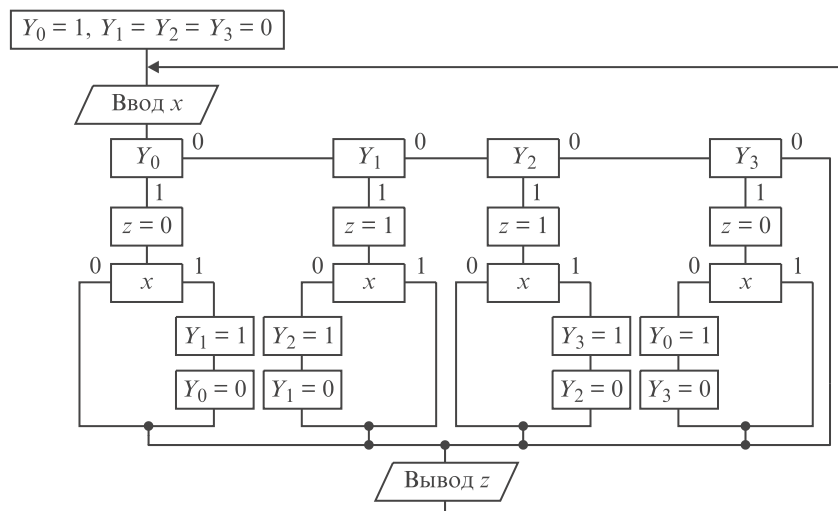 Y₀ = 1, Y₁ = Y₂ = Y₃ = 0
Ввод x
Y₀ 0 Y₁ 0 Y₂ 0 Y₃ 0
1 1 1 1
z = 0 z = 1 z = 1 z = 0
0 x 1 0 x 1 0 x 1 0 x 1
Y₁ = 1 Y₂ = 1 Y₃ = 1 Y₀ = 1
Y₀ = 0 Y₁ = 0 Y₂ = 0 Y₃ = 0
Вывод z